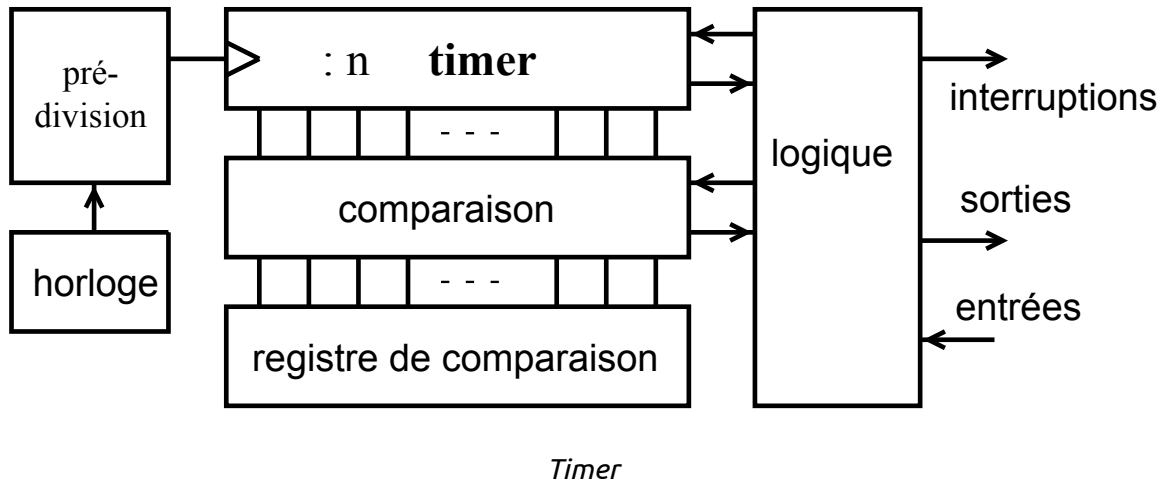 pré-
division
: n timer
- - -
comparaison
- - -
registre de comparaison
horloge
logique
interruptions
sorties
entrées
Timer